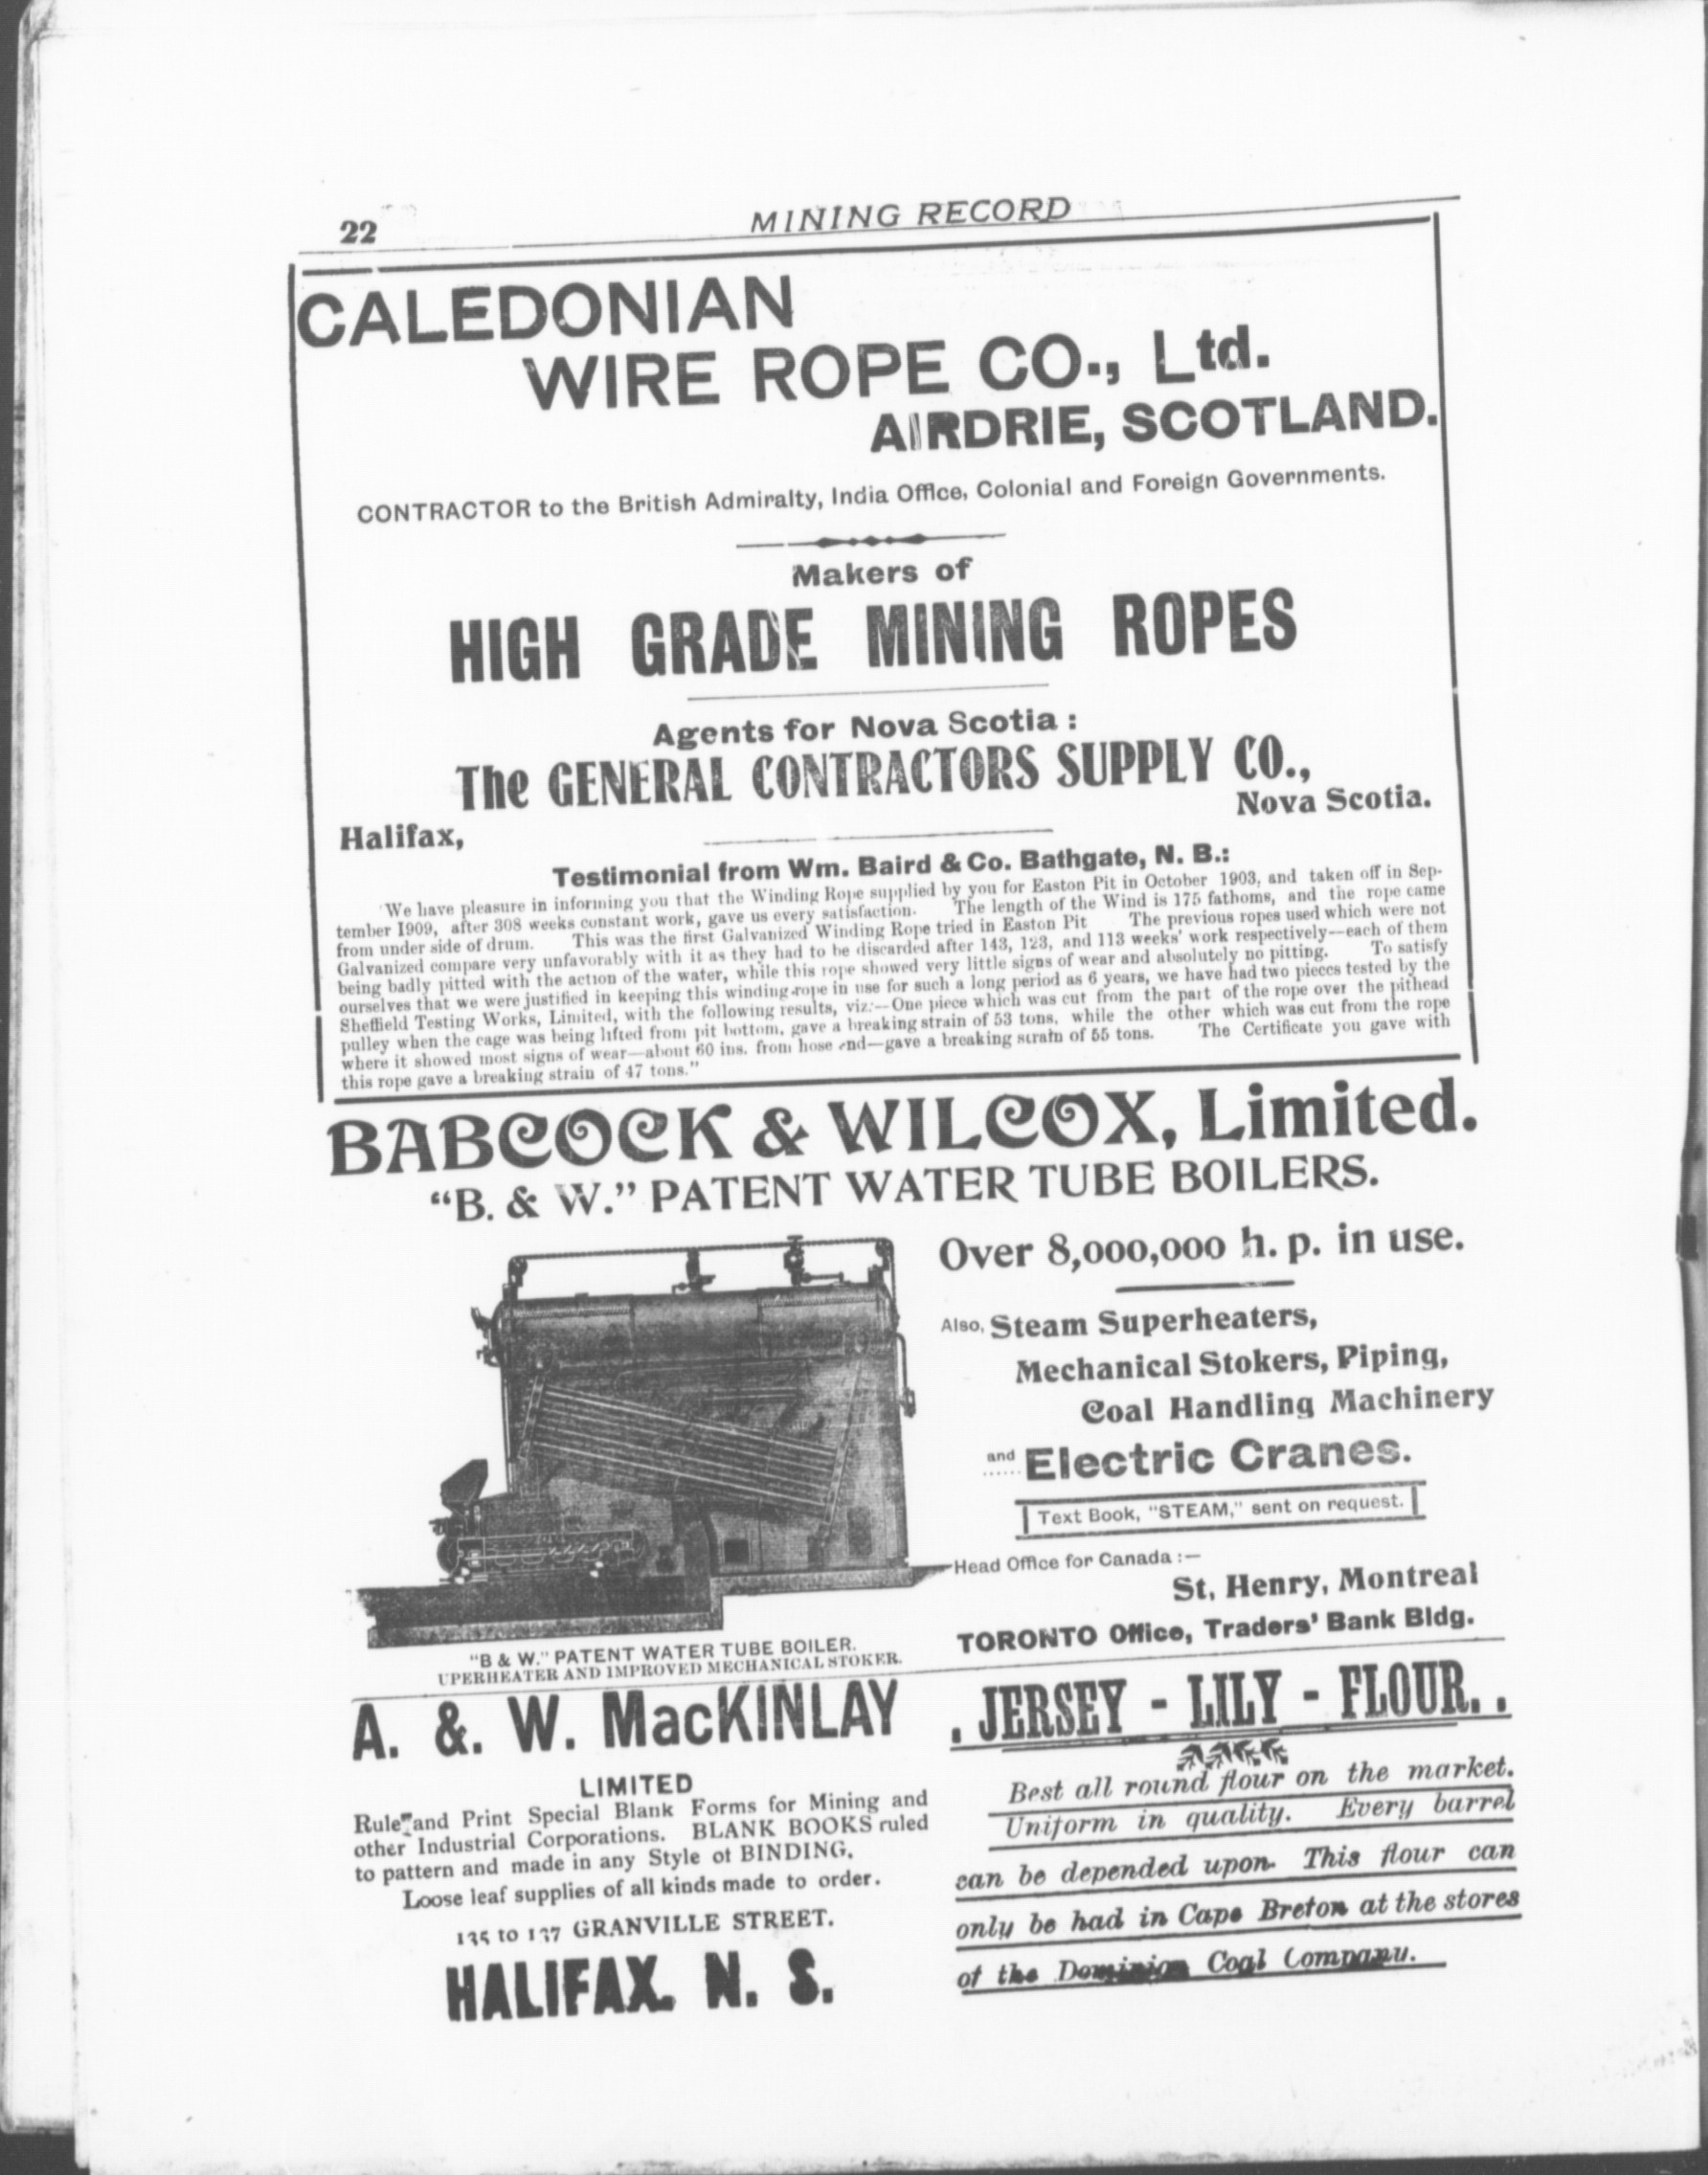 22
MINING RECORD
CALEDONIAN
WIRE ROPE CO., Ltd.
AIRDRIE, SCOTLAND.
CONTRACTOR to the British Admiralty, India Office, Colonial and Foreign Governments.
Makers of
HIGH GRADE MINING ROPES
Agents for Nova Scotia :
The GENERAL CONTRACTORS SUPPLY CO.,
Halifax,
Nova Scotia.
Testimonial from Wm. Baird & Co. Bathgate, N. B.:
'We have pleasure in informing you that the Winding Rope supplied by you for Easton Pit in October 1903, and taken off in Sep-
tember 1909, after 308 weeks constant work, gave us every satisfaction. The length of the Wind is 175 fathoms, and the rope came
from under side of drum. This was the first Galvanized Winding Rope tried in Easton Pit The previous ropes used which were not
Galvanized compare very unfavorably with it as they had to be discarded after 143, 123, and 113 weeks' work respectively—each of them
being badly pitted with the action of the water, while this rope showed very little signs of wear and absolutely no pitting. To satisfy
ourselves that we were justified in keeping this winding-rope in use for such a long period as 6 years, we have had two pieces tested by the
Sheffield Testing Works, Limited, with the following results, viz:—One piece which was cut from the part of the rope over the pithead
pulley when the cage was being lifted from pit bottom, gave a breaking strain of 53 tons, while the other which was cut from the rope
where it showed most signs of wear—about 60 ins. from hose end—gave a breaking strain of 55 tons. The Certificate you gave with
this rope gave a breaking strain of 47 tons."
BABCOCK & WILCOX, Limited.
"B. & W." PATENT WATER TUBE BOILERS.
Over 8,000,000 h. p. in use.
Also, Steam Superheaters,
Mechanical Stokers, Piping,
Coal Handling Machinery
and Electric Cranes.
Text Book, "STEAM," sent on request.
Head Office for Canada :—
St, Henry, Montreal
TORONTO Office, Traders' Bank Bldg.
"B & W." PATENT WATER TUBE BOILER.
UPERHEATER AND IMPROVED MECHANICAL STOKER.
A. &. W. MacKINLAY
LIMITED
Rule and Print Special Blank Forms for Mining and
other Industrial Corporations. BLANK BOOKS ruled
to pattern and made in any Style of BINDING.
Loose leaf supplies of all kinds made to order.
135 to 137 GRANVILLE STREET.
HALIFAX. N. S.
. JERSEY - LILY - FLOUR. .
Best all round flour on the market.
Uniform in quality. Every barrel
can be depended upon. This flour can
only be had in Cape Breton at the stores
of the Dominion Coal Company.